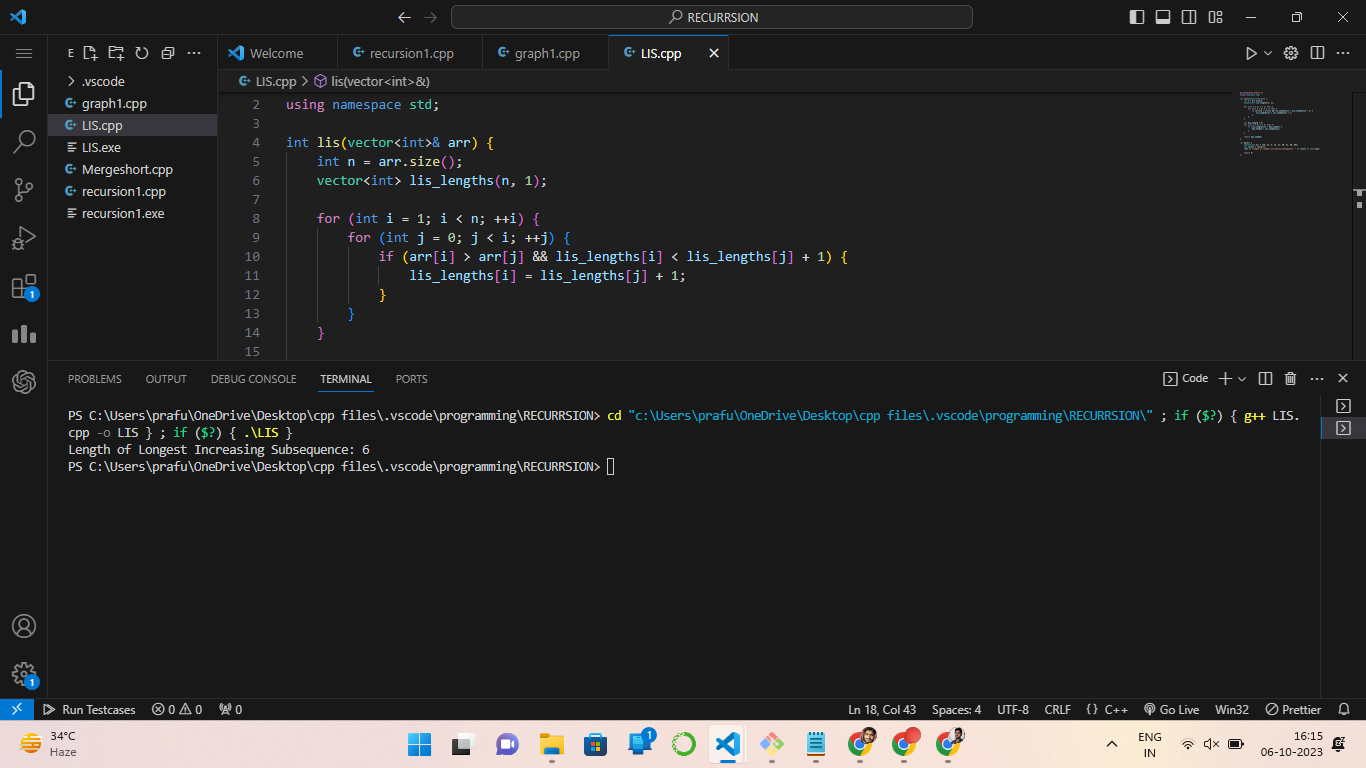 RECURRSION
E
Welcome
recursion1.cpp
graph1.cpp
LIS.cpp
.vscode
graph1.cpp
LIS.cpp
LIS.exe
Mergeshort.cpp
recursion1.cpp
recursion1.exe
LIS.cpp > lis(vector<int>&)
2 using namespace std;
3
4 int lis(vector<int>& arr) {
5 int n = arr.size();
6 vector<int> lis_lengths(n, 1);
7
8 for (int i = 1; i < n; ++i) {
9 for (int j = 0; j < i; ++j) {
10 if (arr[i] > arr[j] && lis_lengths[i] < lis_lengths[j] + 1) {
11 lis_lengths[i] = lis_lengths[j] + 1;
12 }
13 }
14 }
15
1
PROBLEMS OUTPUT DEBUG CONSOLE TERMINAL PORTS
Code
PS C:\Users\prafu\OneDrive\Desktop\cpp files\.vscode\programming\RECURRSION> cd "c:\Users\prafu\OneDrive\Desktop\cpp files\.vscode\programming\RECURRSION\" ; if ($?) { g++ LIS.
cpp -o LIS } ; if ($?) { .\LIS }
Length of Longest Increasing Subsequence: 6
PS C:\Users\prafu\OneDrive\Desktop\cpp files\.vscode\programming\RECURRSION>
1
Run Testcases 0 0 0
Ln 18, Col 43 Spaces: 4 UTF-8 CRLF {} C++ Go Live Win32 Prettier
34°C
Haze
1
ENG
IN
16:15
06-10-2023